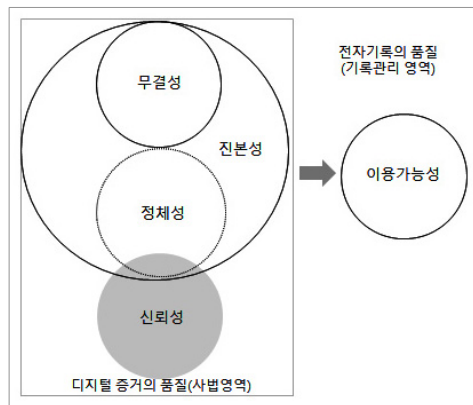 무결성
진본성
정체성
신뢰성
디지털 증거의 품질(사법영역)
전자기록의 품질
(기록관리 영역)
이용가능성